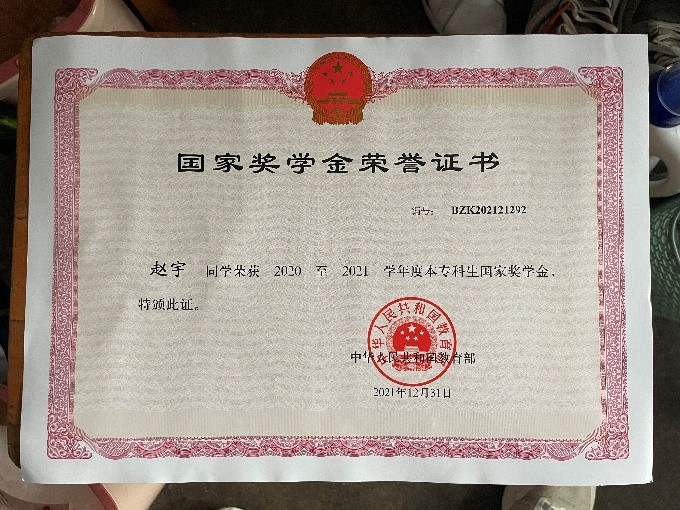 国家奖学金荣誉证书
编号： BZK202121292
赵宇 同学荣获 2020 至 2021 学年度本专科生国家奖学金，
特颁此证。
中华人民共和国教育部
中华人民共和国教育部
2021年12月31日